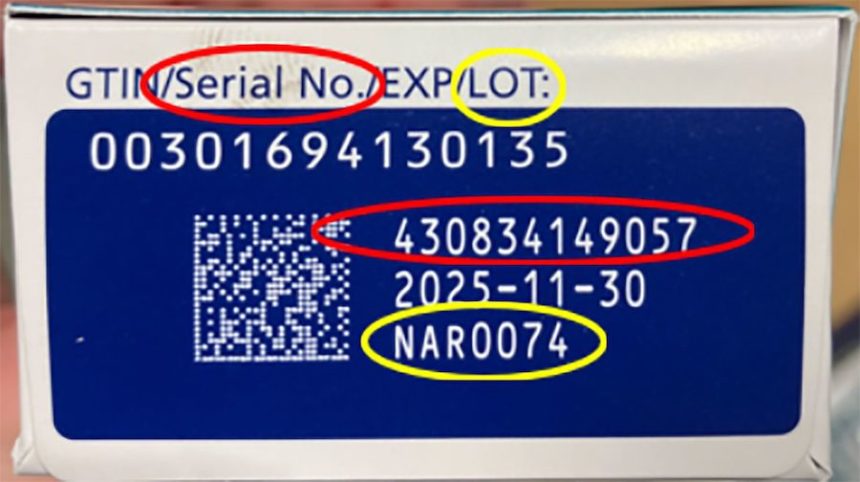 GTIN/Serial No./EXP/LOT:
00301694130135
430834149057
2025-11-30
NAR0074